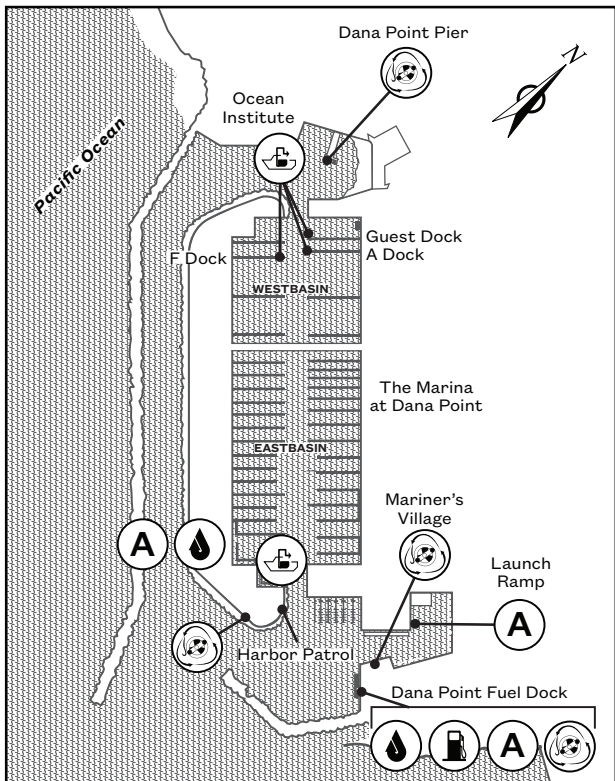 Dana Point Pier
N
Ocean
Institute
Pacific Ocean
Guest Dock
F Dock
A Dock
WESTBASIN
The Marina
at Dana Point
EASTBASIN
Mariner's
Village
A
Launch
Ramp
A
Harbor Patrol
Dana Point Fuel Dock
A